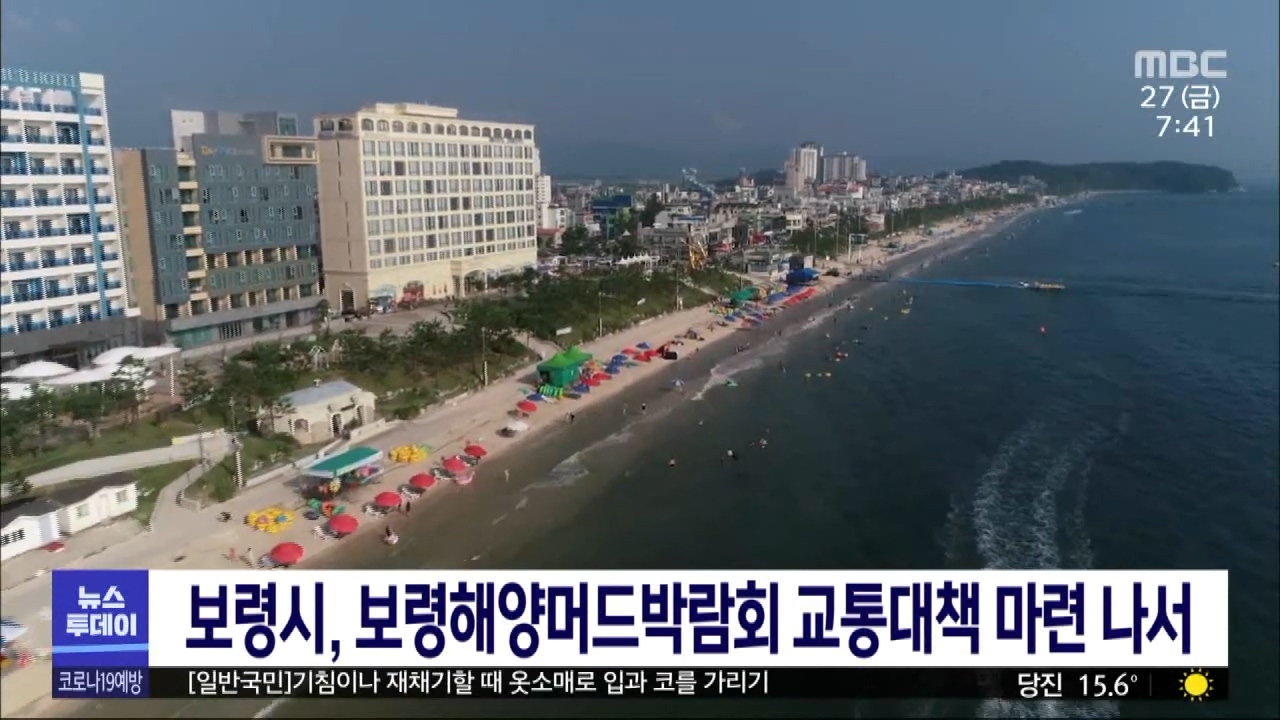 MBC
27 (금)
7:41
뉴스
투데이
보령시, 보령해양머드박람회 교통대책 마련 나서
코로나19예방
[일반국민]기침이나 재채기할 때 옷소매로 입과 코를 가리기
당진 15.6°